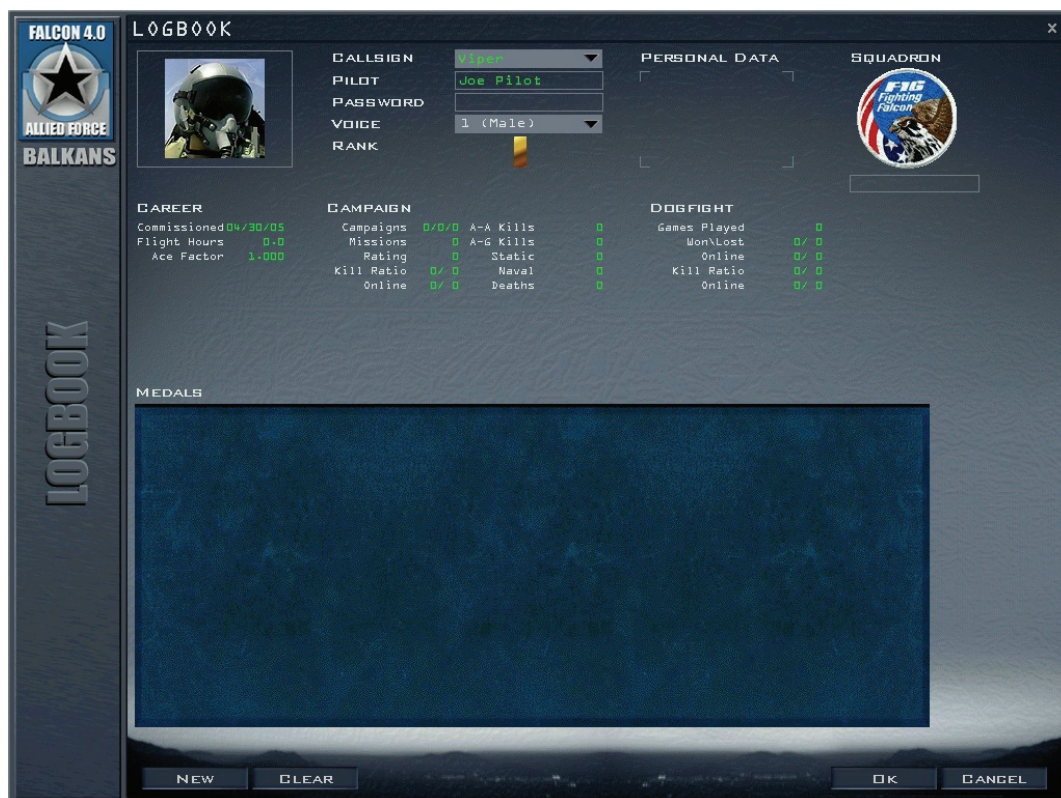 FALCON 4.0
ALLIED FORCE
BALKANS
LOGBOOK
LOGBOOK
x
CALLSIGN Viper
PILOT Joe Pilot
PASSWORD
VOICE 1 (Male)
RANK
PERSONAL DATA
SQUADRON
FIG
Fighting
Falcon
CAREER
Commissioned 04/30/05
Flight Hours 0.0
Ace Factor 1.000
CAMPAIGN
Campaigns 0/0/0 A-A Kills 0
Missions 0 A-G Kills 0
Rating 0 Static 0
Kill Ratio 0/ 0 Naval 0
Online 0/ 0 Deaths 0
DOGFIGHT
Games Played 0
Won\Lost 0/ 0
Online 0/ 0
Kill Ratio 0/ 0
Online 0/ 0
MEDALS
NEW CLEAR OK CANCEL